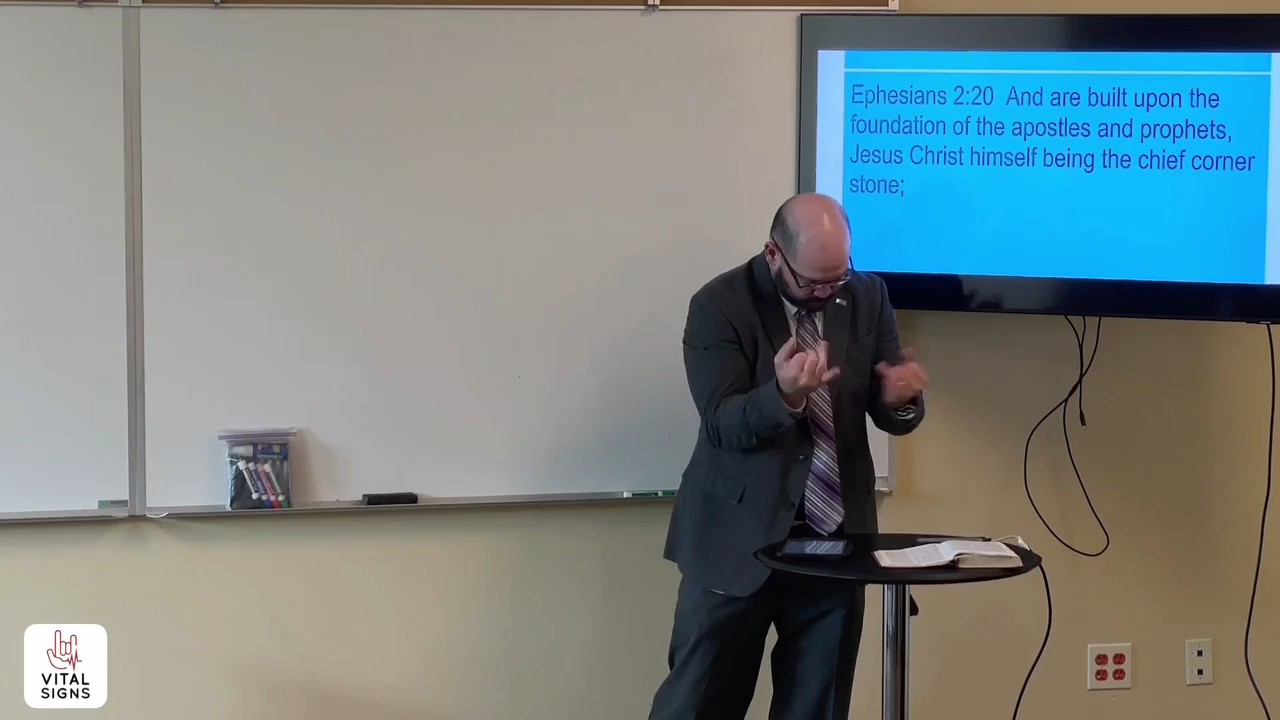 Ephesians 2:20 And are built upon the
foundation of the apostles and prophets,
Jesus Christ himself being the chief corner
stone;
VITAL
SIGNS